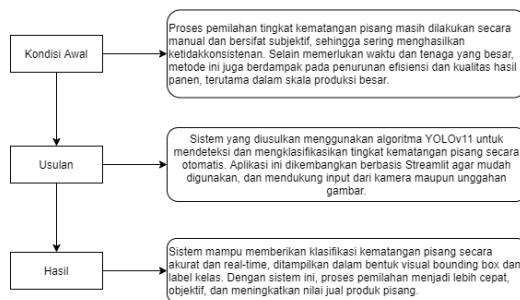 Kondisi Awal
Proses pemilahan tingkat kematangan pisang masih dilakukan secara
manual dan bersifat subjektif, sehingga sering menghasilkan
ketidakkonsistenan. Selain memerlukan waktu dan tenaga yang besar,
metode ini juga berdampak pada penurunan efisiensi dan kualitas hasil
panen, terutama dalam skala produksi besar.
Usulan
Sistem yang diusulkan menggunakan algoritma YOLOv11 untuk
mendeteksi dan mengklasifikasikan tingkat kematangan pisang secara
otomatis. Aplikasi ini dikembangkan berbasis Streamlit agar mudah
digunakan, dan mendukung input dari kamera maupun unggahan
gambar.
Hasil
Sistem mampu memberikan klasifikasi kematangan pisang secara
akurat dan real-time, ditampilkan dalam bentuk visual bounding box dan
label kelas. Dengan sistem ini, proses pemilahan menjadi lebih cepat,
objektif, dan meningkatkan nilai jual produk pisang.